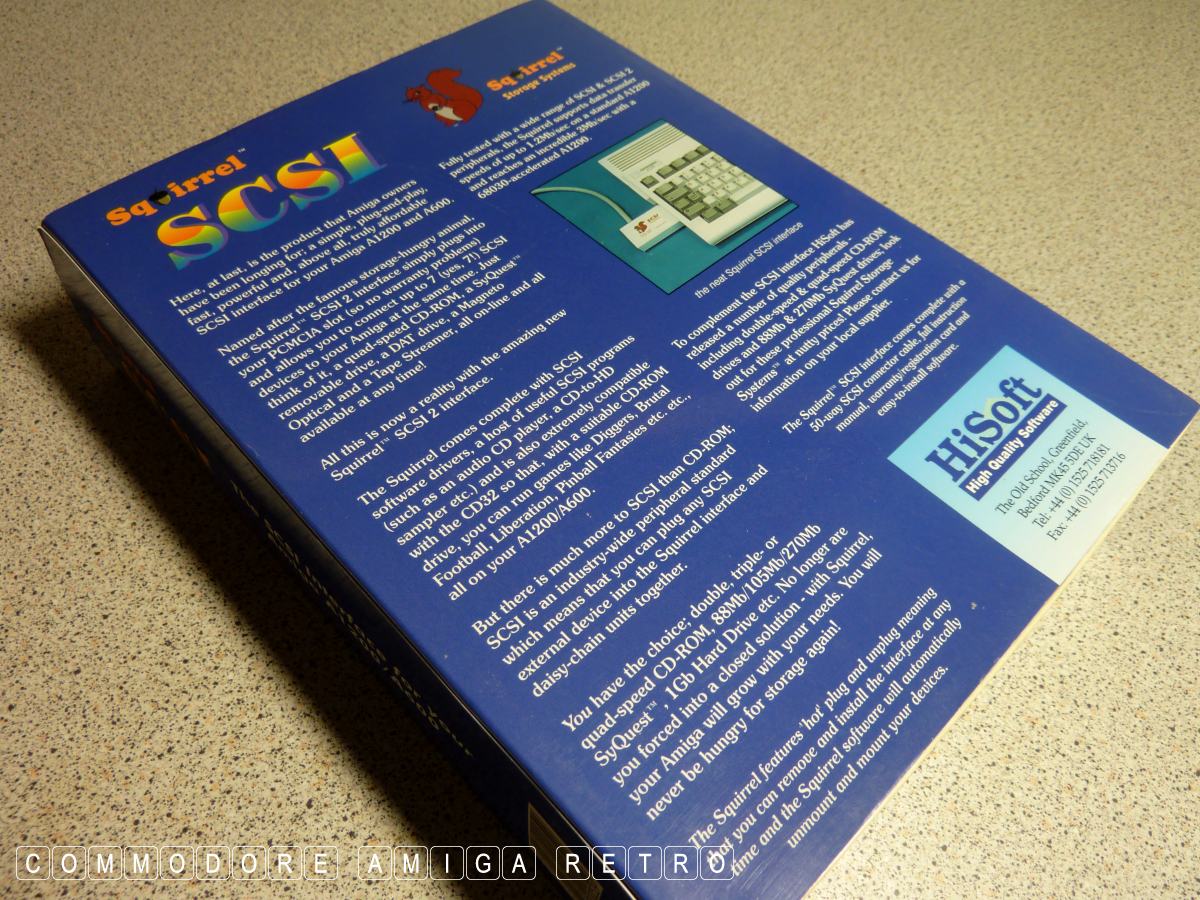 Squirrel™
SCSI
Here, at last, is the product that Amiga owners
have been longing for; a simple, plug-and-play,
fast, powerful and, above all, truly affordable
SCSI interface for your Amiga A1200 and A600.
Named after the famous storage-hungry animal,
the Squirrel™ SCSI 2 interface simply plugs into
your PCMCIA slot (so no warranty problems)
and allows you to connect up to 7 (yes, 7!) SCSI
devices to your Amiga at the same time. Just
think of it, a quad-speed CD-ROM, a SyQuest™
removable drive, a DAT drive, a Magneto
Optical and a Tape Streamer, all on-line and all
available at any time!
All this is now a reality with the amazing new
Squirrel™ SCSI 2 interface.
The Squirrel comes complete with SCSI
software drivers, a host of useful SCSI programs
(such as an audio CD player, a CD-to-HD
sampler etc.) and is also extremely compatible
with the CD32 so that, with a suitable CD-ROM
drive, you can run games like Diggers, Brutal
Football, Liberation, Pinball Fantasies etc. etc.,
all on your A1200/A600.
But there is much more to SCSI than CD-ROM;
SCSI is an industry-wide peripheral standard
which means that you can plug any SCSI
external device into the Squirrel interface and
daisy-chain units together.
You have the choice, double, triple- or
quad-speed CD-ROM, 88Mb/105Mb/270Mb
SyQuest™, 1Gb Hard Drive etc. No longer are
you forced into a closed solution - with Squirrel,
your Amiga will grow with your needs. You will
never be hungry for storage again!
The Squirrel features 'hot' plug and unplug meaning
that you can remove and install the interface at any
time and the Squirrel software will automatically
unmount and mount your devices.
Squirrel™
Storage Systems
Fully tested with a wide range of SCSI & SCSI-2
peripherals, the Squirrel supports data transfer
speeds of up to 1.2Mb/sec on a standard A1200
and reaches an incredible 3Mb/sec with a
68030-accelerated A1200.
the neat Squirrel SCSI interface
To complement the SCSI interface HiSoft has
released a number of quality peripherals -
including double-speed & quad-speed CD-ROM
drives and 88Mb & 270Mb SyQuest drives; look
out for these professional Squirrel Storage
Systems™ at nutty prices! Please contact us for
information on your local supplier.
The Squirrel™ SCSI interface comes complete with a
50-way SCSI connector cable, full instruction
manual, warranty/registration card and
easy-to-install software.
HiSoft
High Quality Software
The Old School, Greenfield,
Bedford MK45 5DE UK
Tel: +44 (0) 1525 718181
Fax: +44 (0) 1525 713716
COMMODORE AMIGA RETRO